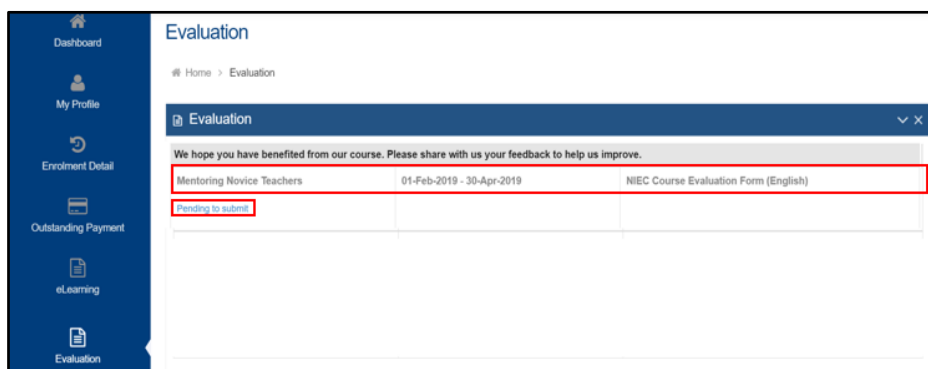 Dashboard
My Profile
Enrolment Detail
Outstanding Payment
eLearning
Evaluation
Evaluation
Home > Evaluation
Evaluation
We hope you have benefited from our course. Please share with us your feedback to help us improve.
Mentoring Novice Teachers 01-Feb-2019 - 30-Apr-2019 NIEC Course Evaluation Form (English)
Pending to submit